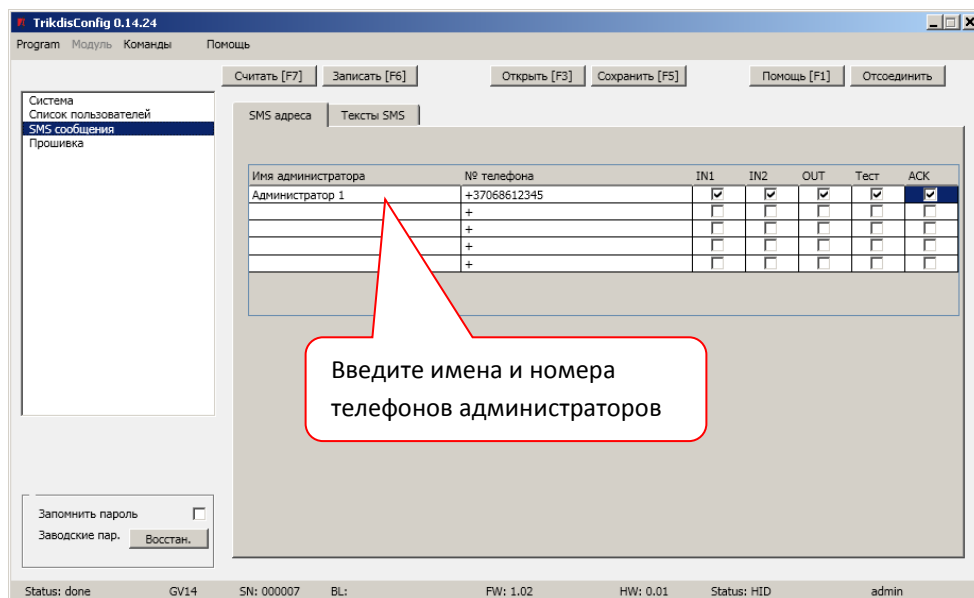 TrikdisConfig 0.14.24
Program Модуль Команды Помощь
Считать [F7] Записать [F6] Открыть [F3] Сохранить [F5] Помощь [F1] Отсоединить
Система
Список пользователей
SMS сообщения
Прошивка
SMS адреса Тексты SMS
Имя администратора № телефона IN1 IN2 OUT Тест ACK
Администратор 1 +37068612345
+
+
+
+
Введите имена и номера
телефонов администраторов
Запомнить пароль
Заводские пар. Восстан.
Status: done GV14 SN: 000007 BL: FW: 1.02 HW: 0.01 Status: HID admin